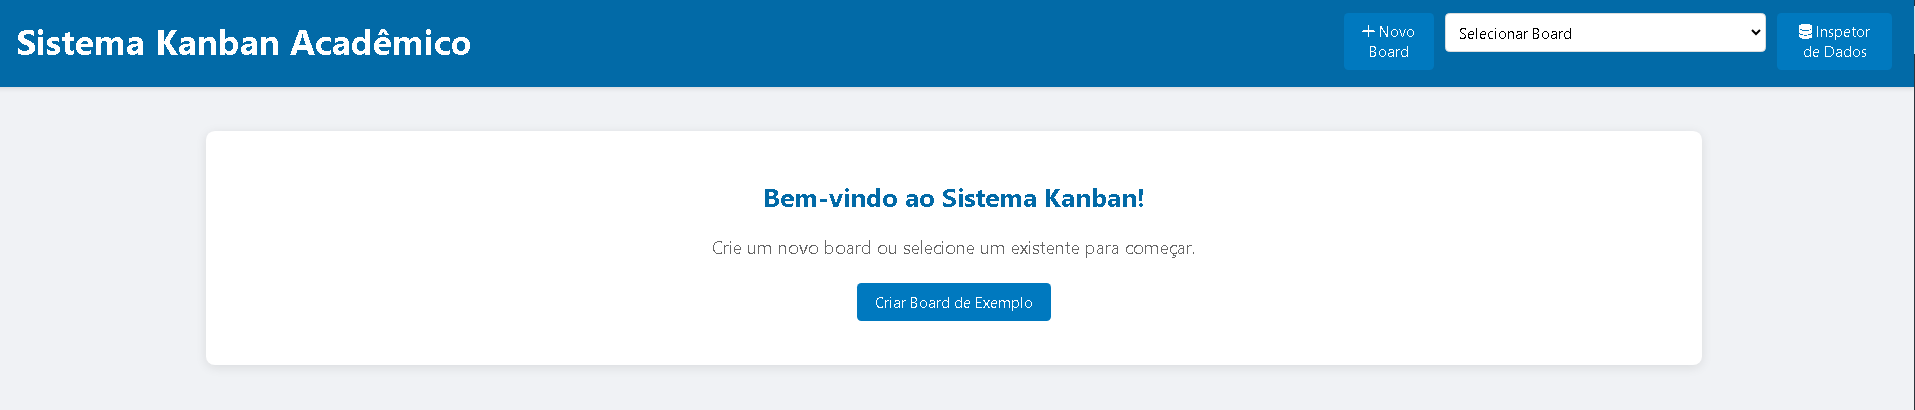 Sistema Kanban Acadêmico
Novo
Board
Selecionar Board
Inspetor
de Dados
Bem-vindo ao Sistema Kanban!
Crie um novo board ou selecione um existente para começar.
Criar Board de Exemplo